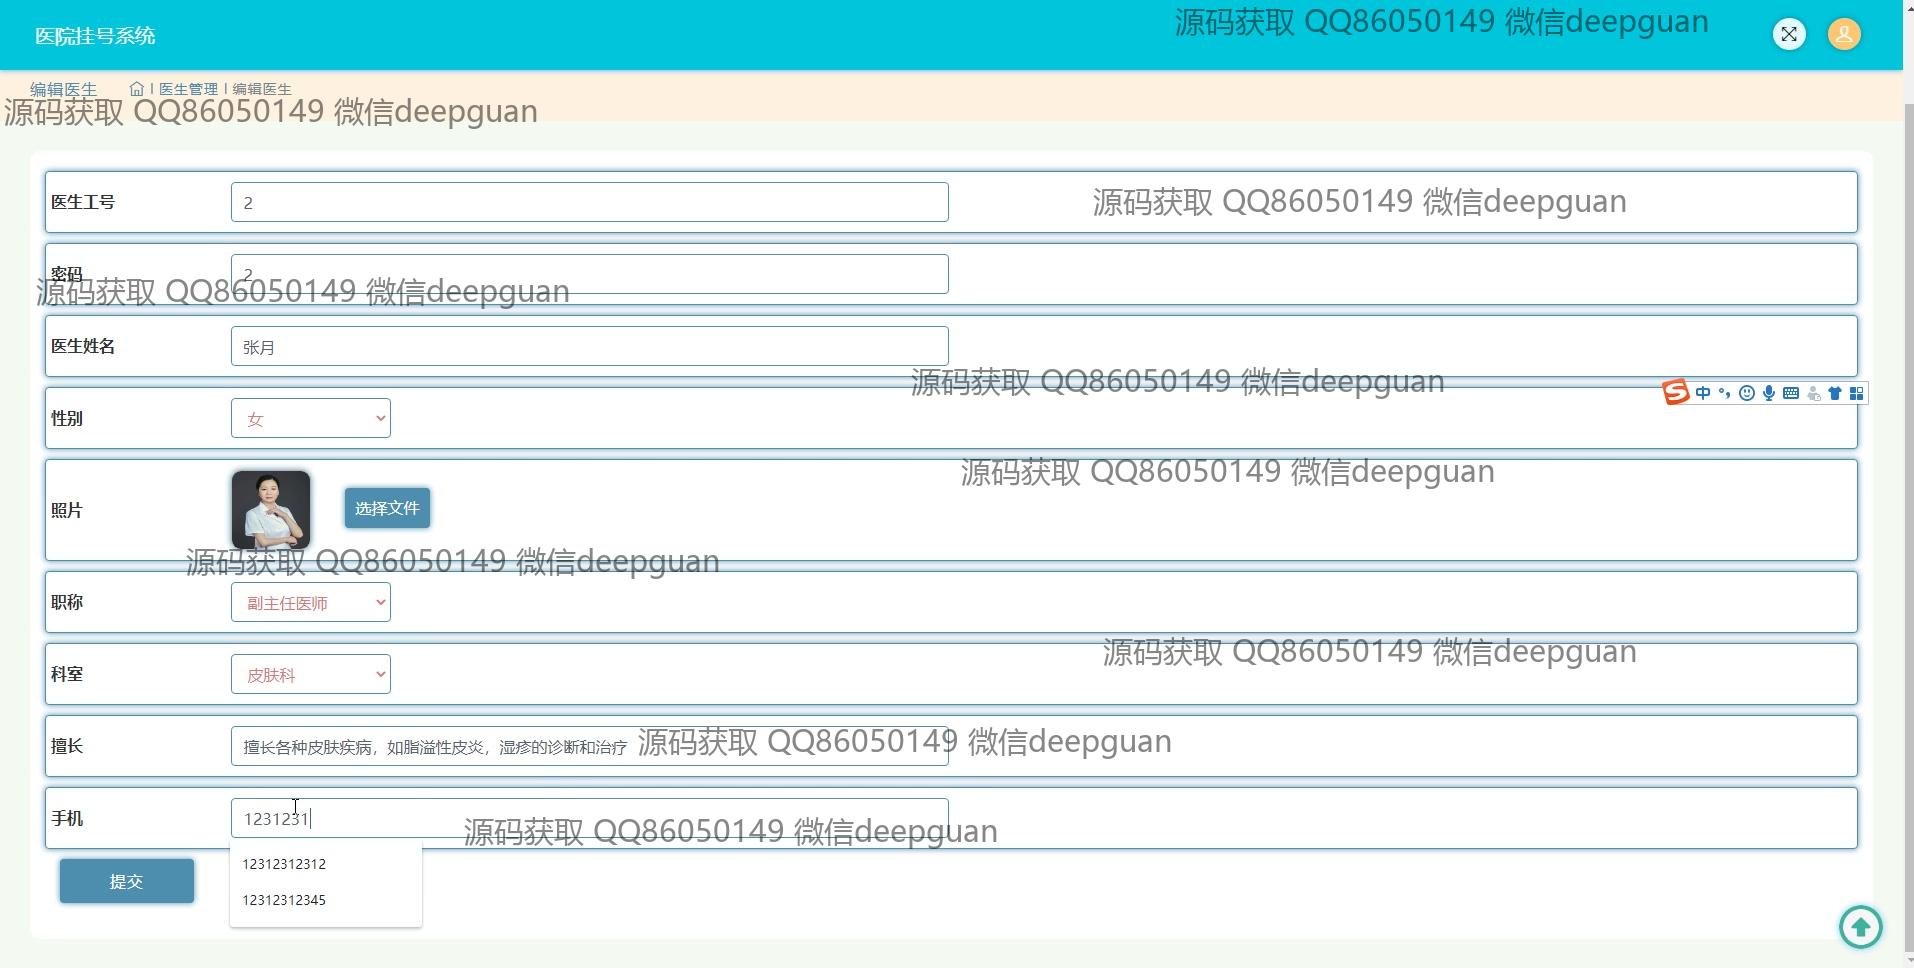 医院挂号系统
源码获取 QQ86050149 微信deepguan
编辑医生
医生管理
编辑医生
源码获取 QQ86050149 微信deepguan
医生工号
2
源码获取 QQ86050149 微信deepguan
密码
2
源码获取 QQ86050149 微信deepguan
医生姓名
张月
源码获取 QQ86050149 微信deepguan
中
性别
女
源码获取 QQ86050149 微信deepguan
照片
选择文件
源码获取 QQ86050149 微信deepguan
职称
副主任医师
源码获取 QQ86050149 微信deepguan
科室
皮肤科
擅长
擅长各种皮肤疾病，如脂溢性皮炎，湿疹的诊断和治疗
源码获取 QQ86050149 微信deepguan
手机
1231231
源码获取 QQ86050149 微信deepguan
12312312312
12312312345
提交